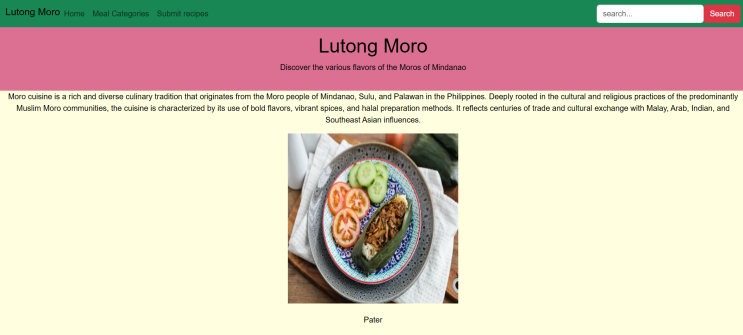 Lutong Moro Home Meal Categories Submit recipes search... Search
Lutong Moro
Discover the various flavors of the Moros of Mindanao
Moro cuisine is a rich and diverse culinary tradition that originates from the Moro people of Mindanao, Sulu, and Palawan in the Philippines. Deeply rooted in the cultural and religious practices of the predominantly
Muslim Moro communities, the cuisine is characterized by its use of bold flavors, vibrant spices, and halal preparation methods. It reflects centuries of trade and cultural exchange with Malay, Arab, Indian, and
Southeast Asian influences.
Pater